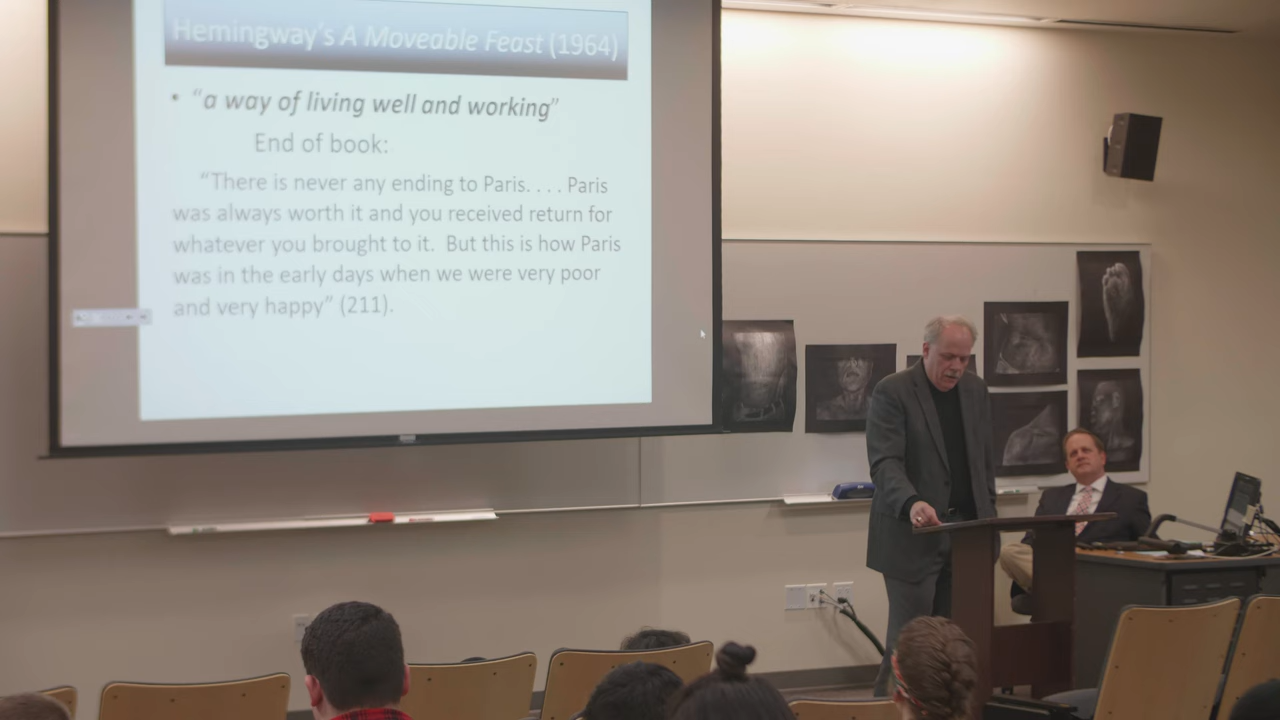 Hemingway's A Moveable Feast (1964)
• "a way of living well and working"
End of book:
"There is never any ending to Paris. . . . Paris
was always worth it and you received return for
whatever you brought to it.  But this is how Paris
was in the early days when we were very poor
and very happy" (211).